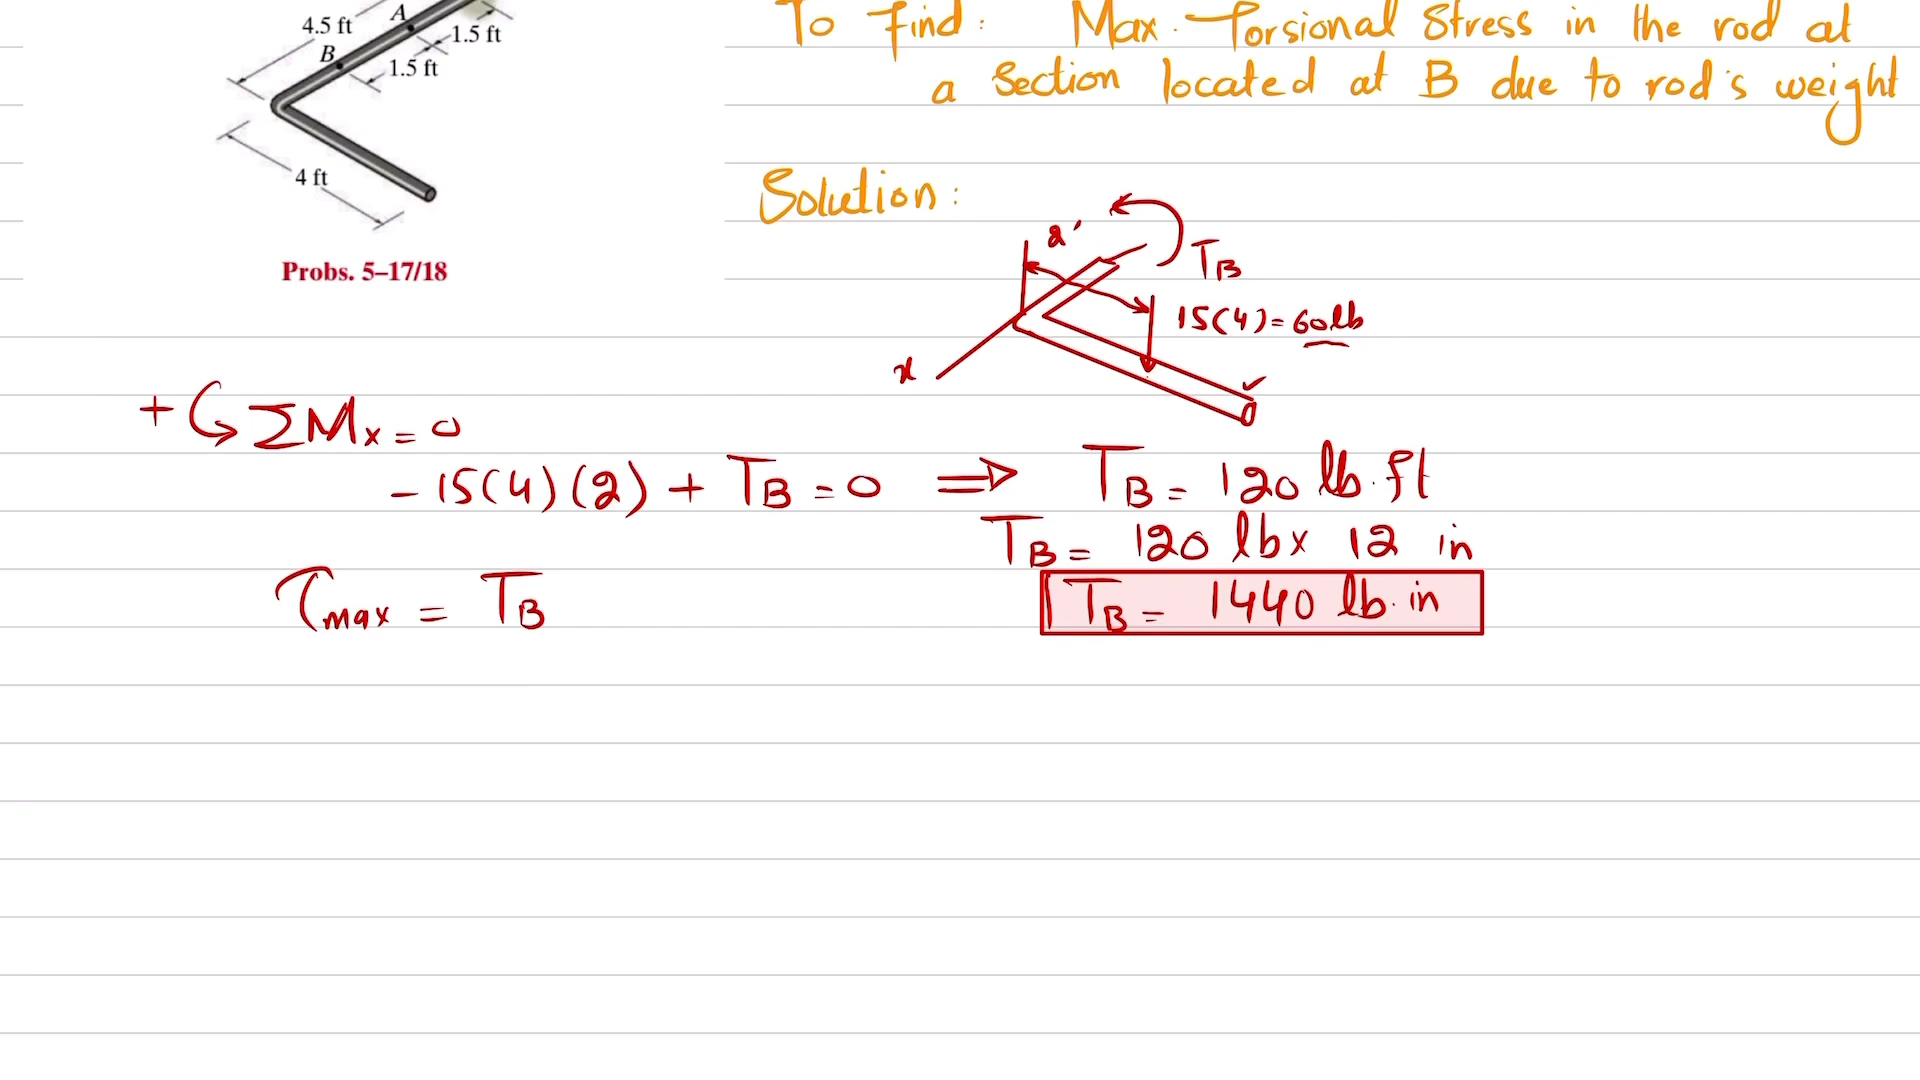 4.5 ft
A
1.5 ft
B
1.5 ft
4 ft
Probs. 5–17/18
To Find: Max. Torsional Stress in the rod at
a Section located at B due to rod's weight
Solution:
2'
TB
15(4)=60lb
x
+ ΣMx = 0
- 15(4)(2) + TB = 0 ⇒ TB = 120 lb.ft
TB = 120 lb x 12 in
τmax = TB
TB = 1440 lb.in